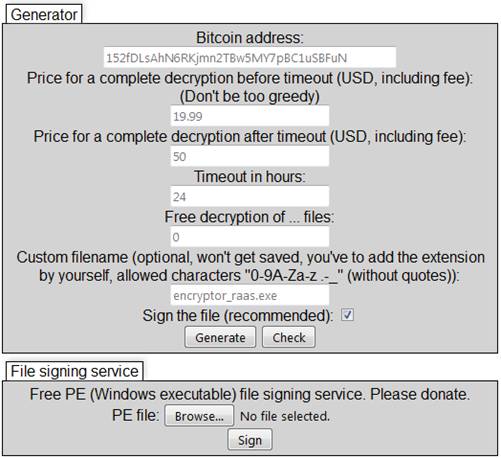 Generator
Bitcoin address:
152fDLsAhN6RKjmn2TBw5MY7pBC1uSBFuN
Price for a complete decryption before timeout (USD, including fee):
(Don't be too greedy)
19.99
Price for a complete decryption after timeout (USD, including fee):
50
Timeout in hours:
24
Free decryption of ... files:
0
Custom filename (optional, won't get saved, you've to add the extension
by yourself, allowed characters "0-9A-Za-z .-_" (without quotes)):
encryptor_raas.exe
Sign the file (recommended):
Generate Check
File signing service
Free PE (Windows executable) file signing service. Please donate.
PE file: Browse... No file selected.
Sign